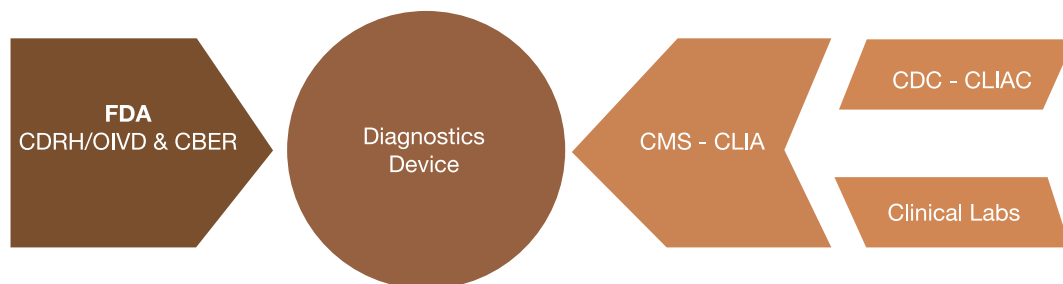 FDA
CDRH/OIVD & CBER
Diagnostics
Device
CMS - CLIA
CDC - CLIAC
Clinical Labs